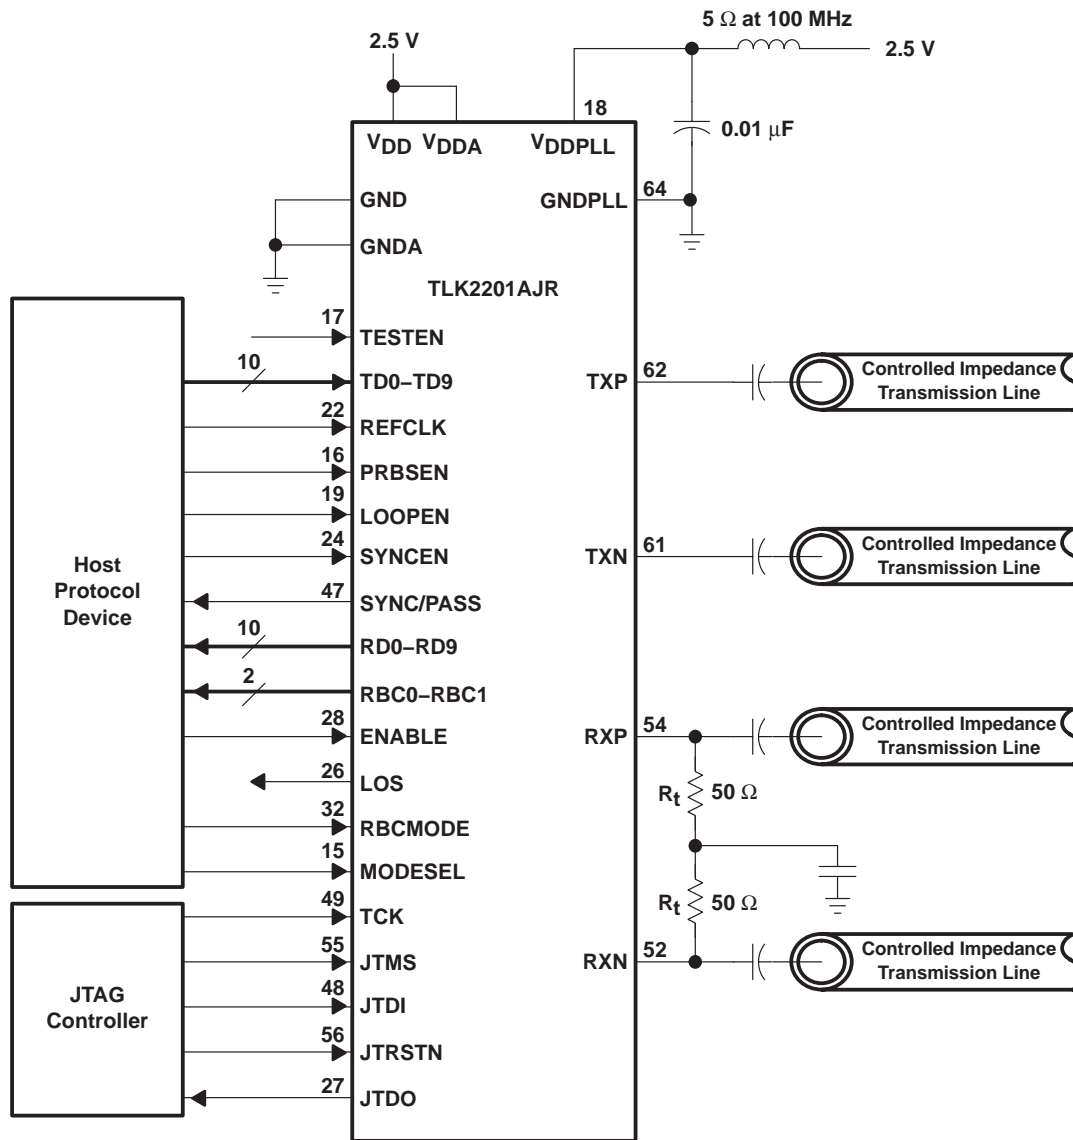 5 Ω at 100 MHz
2.5 V
2.5 V
18
0.01 μF
VDD VDDA VDDPLL
GND
GNDPLL
64
GNDA
TLK2201AJR
17
TESTEN
10
TD0–TD9
TXP
62
Controlled Impedance
Transmission Line
22
REFCLK
16
PRBSEN
19
LOOPEN
24
SYNCEN
TXN
61
Controlled Impedance
Transmission Line
Host
Protocol
Device
47
SYNC/PASS
10
RD0–RD9
2
RBC0–RBC1
28
ENABLE
RXP
54
Controlled Impedance
Transmission Line
26
LOS
Rt
50 Ω
32
RBCMODE
15
MODESEL
49
TCK
Rt
50 Ω
55
JTMS
RXN
52
Controlled Impedance
Transmission Line
JTAG
Controller
48
JTDI
56
JTRSTN
27
JTDO